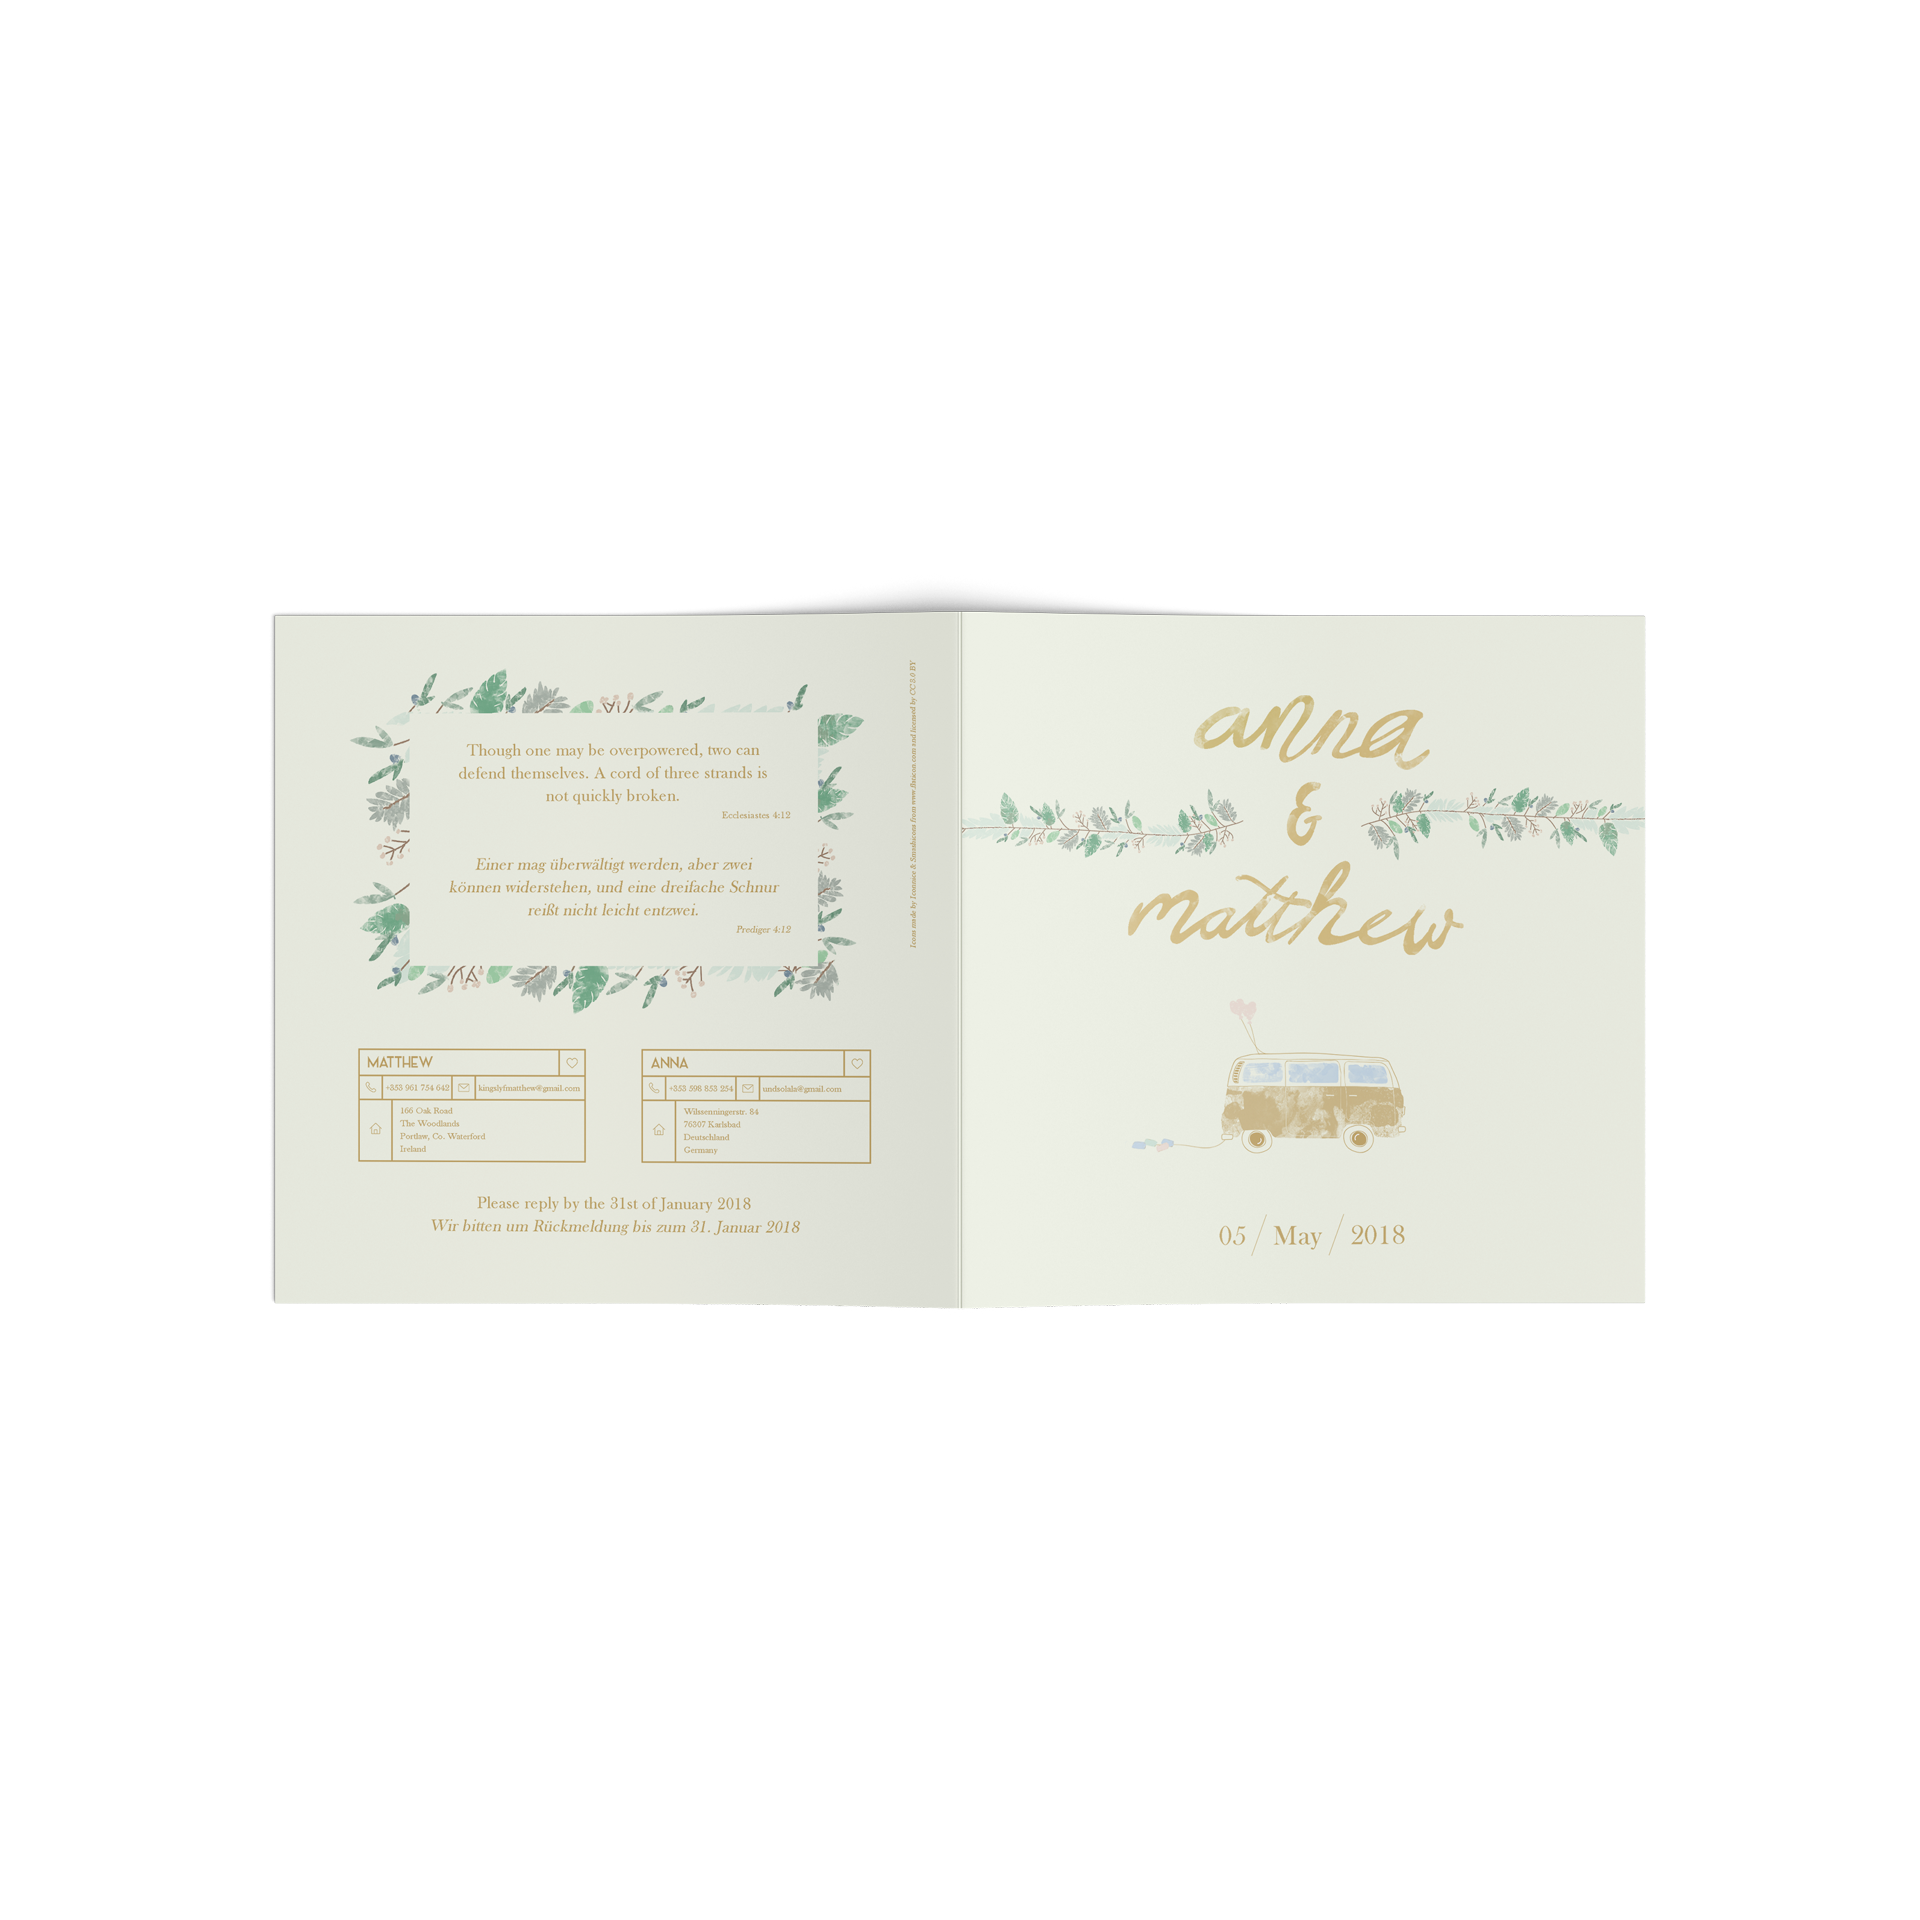 Though one may be overpowered, two can
defend themselves. A cord of three strands is
not quickly broken.
Ecclesiastes 4:12
Einer mag überwältigt werden, aber zwei
können widerstehen, und eine dreifache Schnur
reißt nicht leicht entzwei.
Prediger 4:12
MATTHEW
+353 961 754 642
kingslyfmatthew@gmail.com
166 Oak Road
The Woodlands
Portlaw, Co. Waterford
Ireland
ANNA
+353 598 853 254
undsolala@gmail.com
Wilssenningerstr. 84
76307 Karlsbad
Deutschland
Germany
Please reply by the 31st of January 2018
Wir bitten um Rückmeldung bis zum 31. Januar 2018
Icons made by Iconnice & Smashicons from www.flaticon.com and licensed by CC 3.0 BY
anna
&
matthew
05 / May / 2018